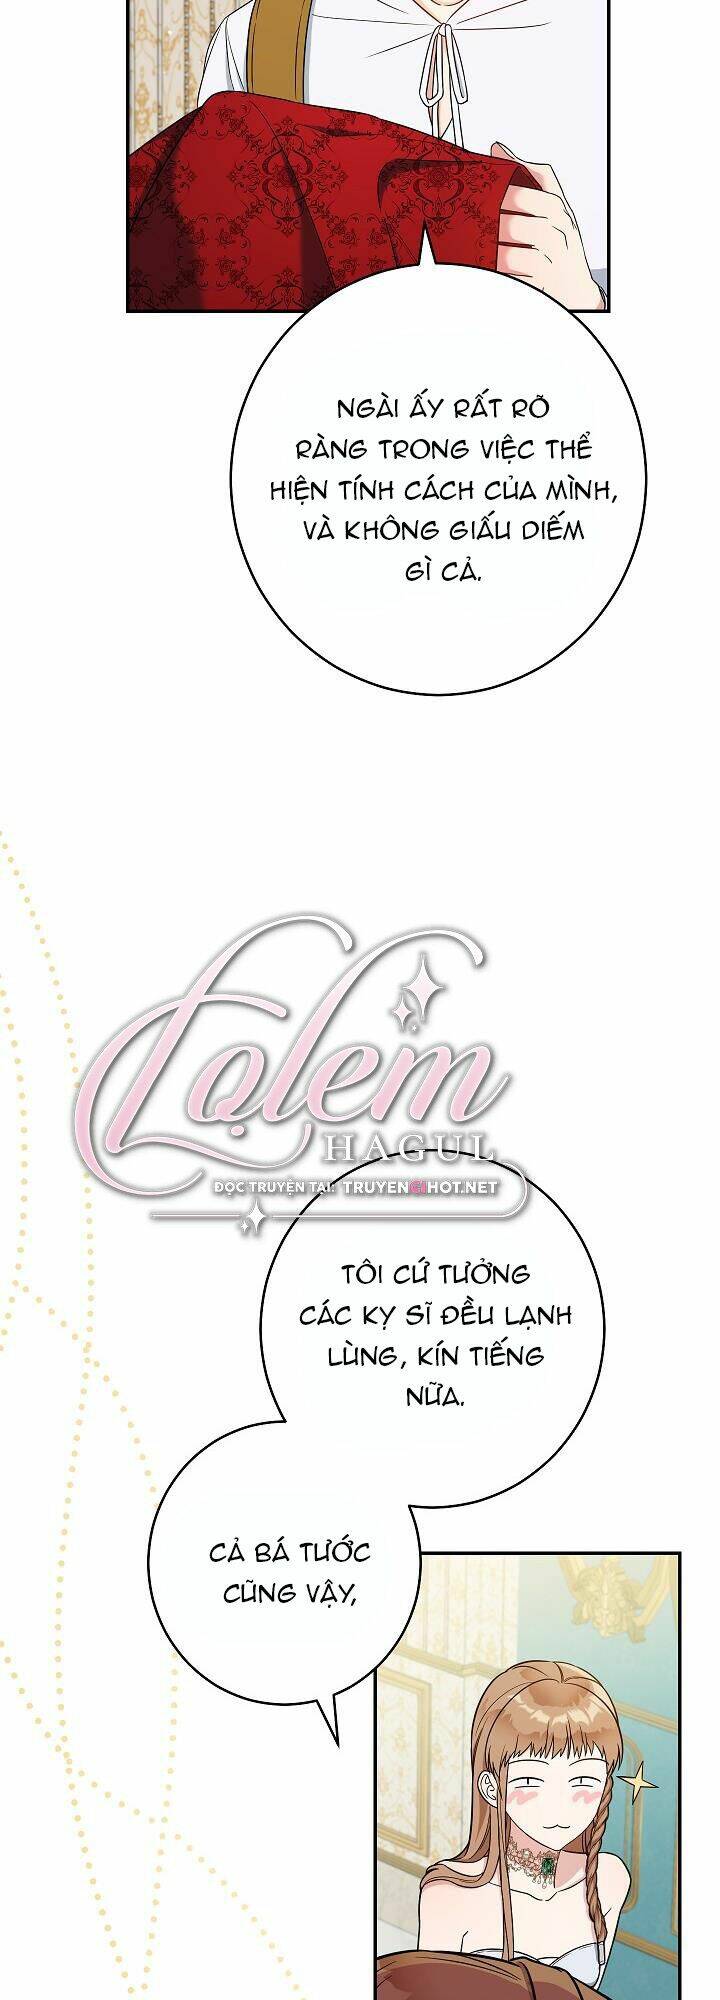 NGÀI ẤY RẤT RÕ
RÀNG TRONG VIỆC THỂ
HIỆN TÍNH CÁCH CỦA MÌNH,
VÀ KHÔNG GIẤU DIẾM
GÌ CẢ.
Lọlem
HAGUL
ĐỌC TRUYỆN TẠI: TRUYENGIHOT.NET
TÔI CỨ TƯỞNG
CÁC KỴ SĨ ĐỀU LẠNH
LÙNG, KÍN TIẾNG
NỮA.
CẢ BÁ TƯỚC
CŨNG VẬY,